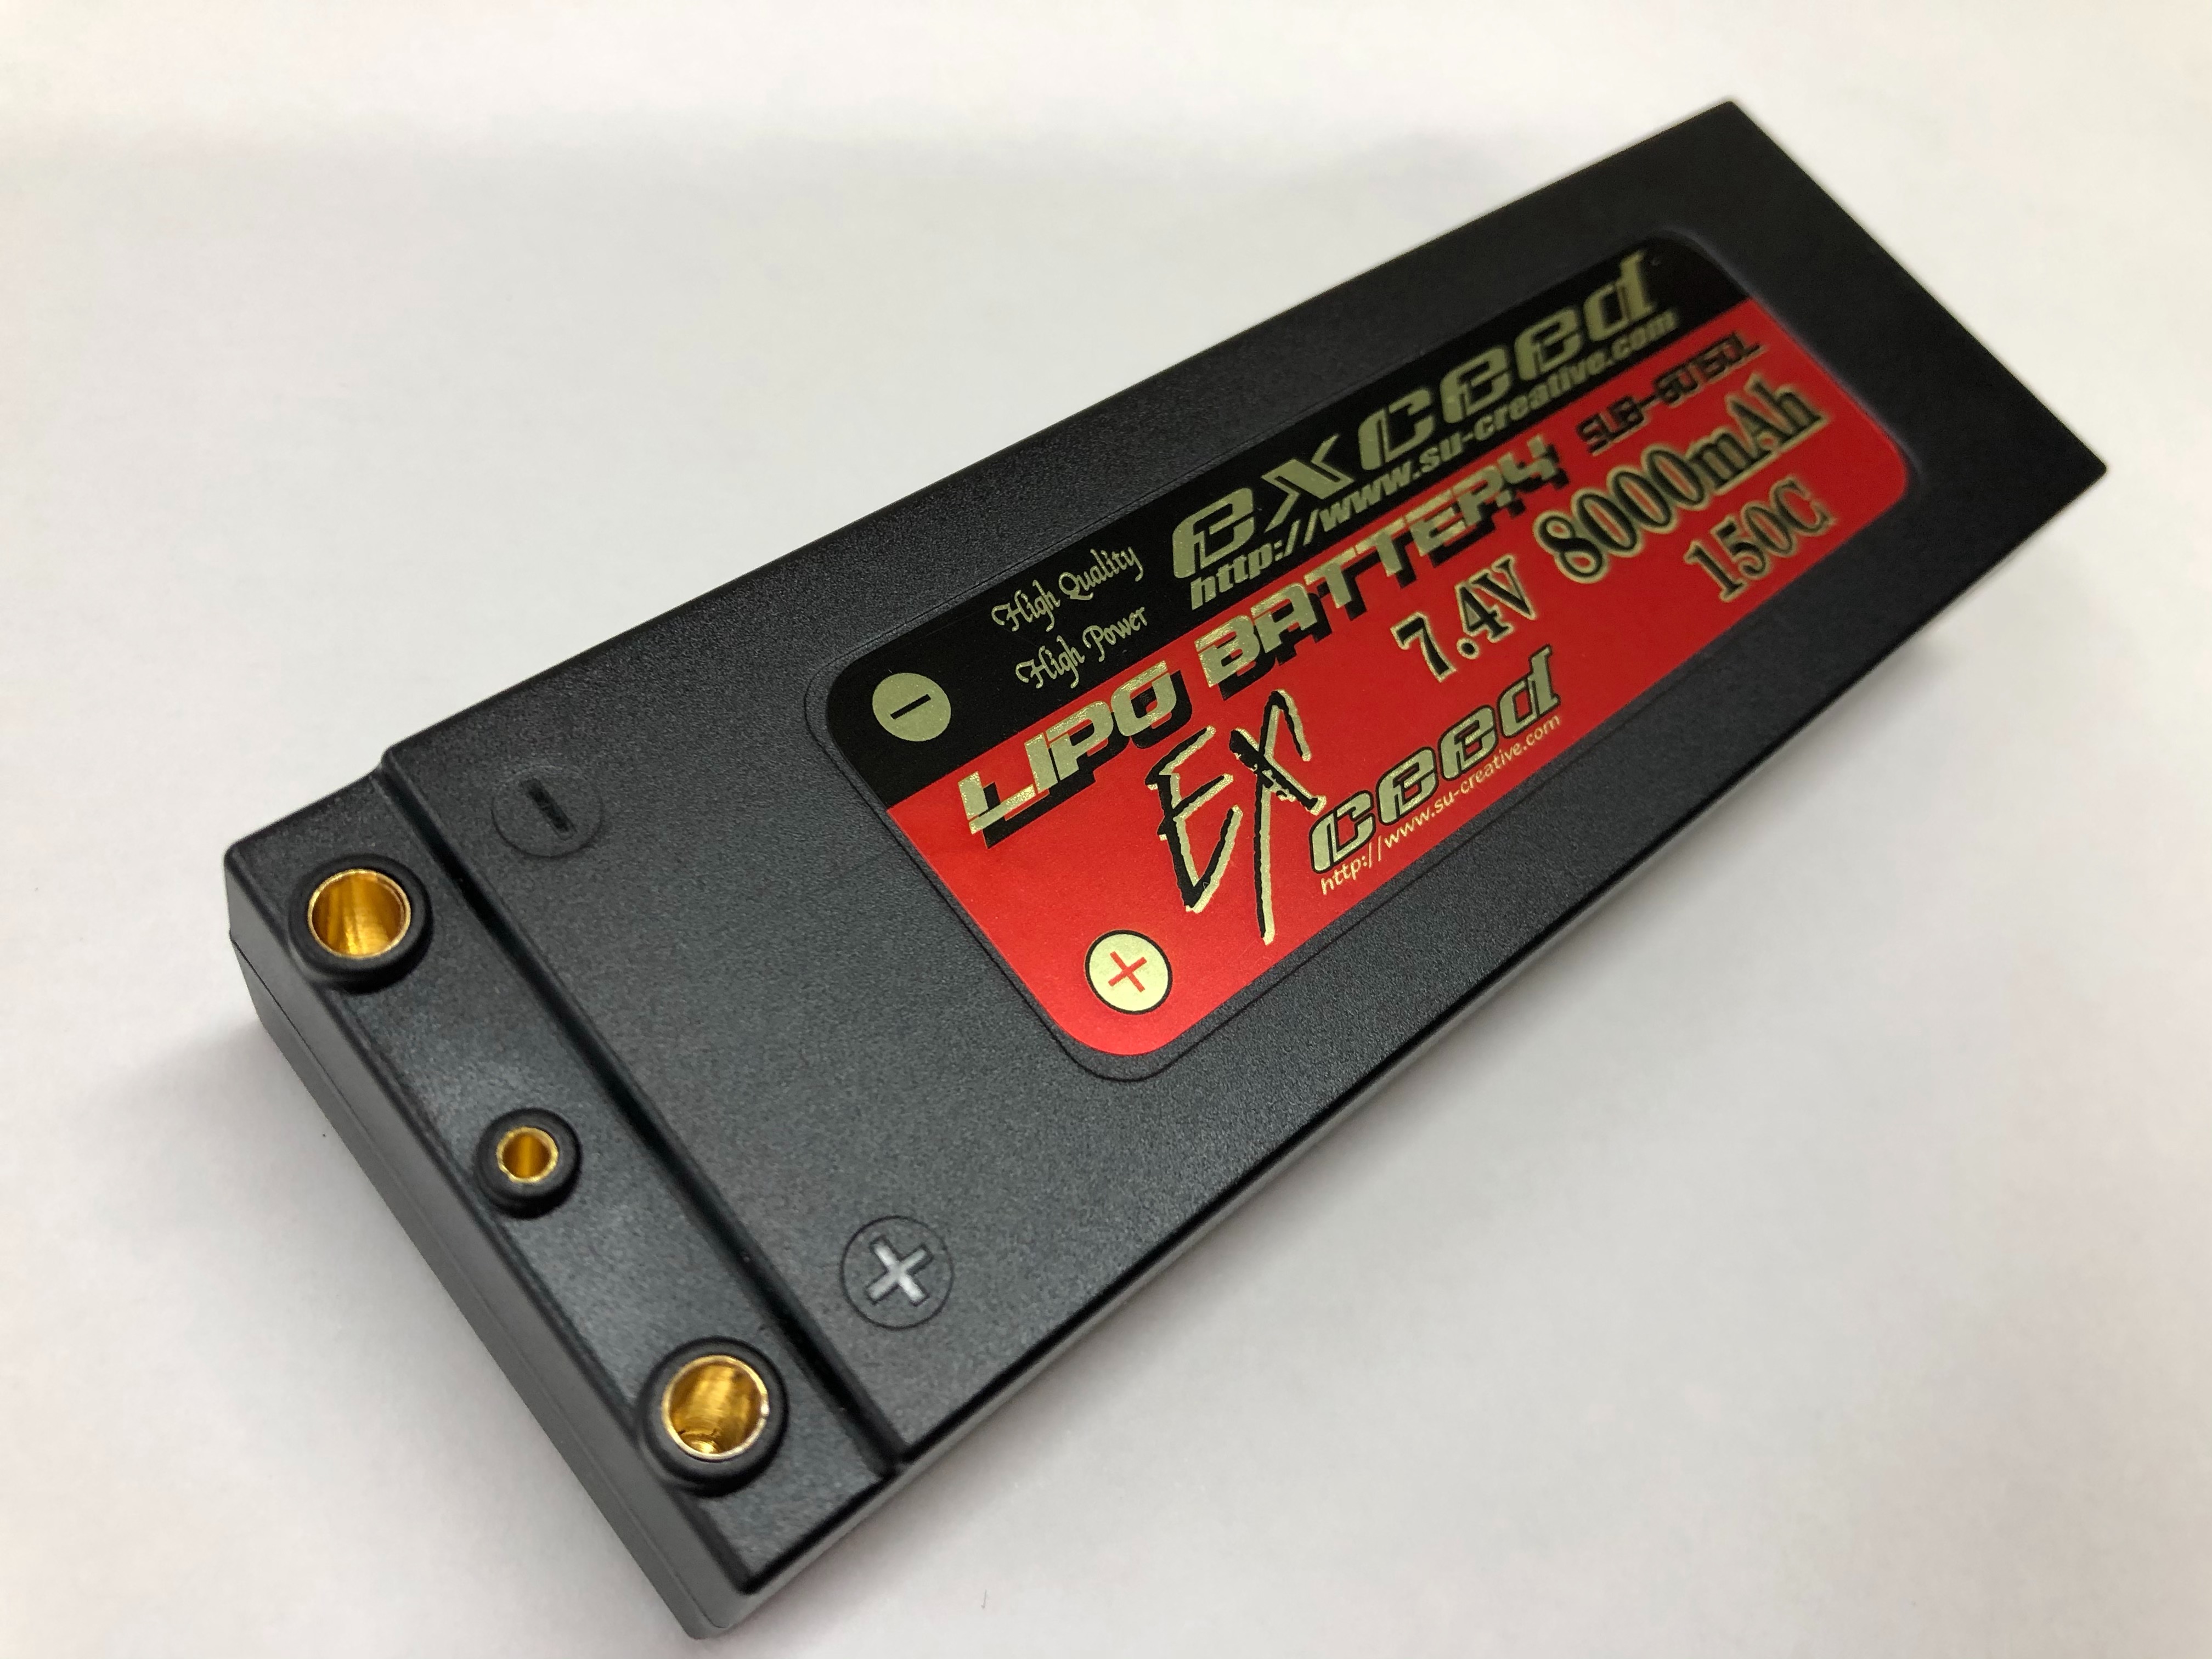 exceed
http://www.su-creative.com
High Quality
High Power
LIPO BATTERY
7.4V 8000mAh
150C
EX
ceed
http://www.su-creative.com